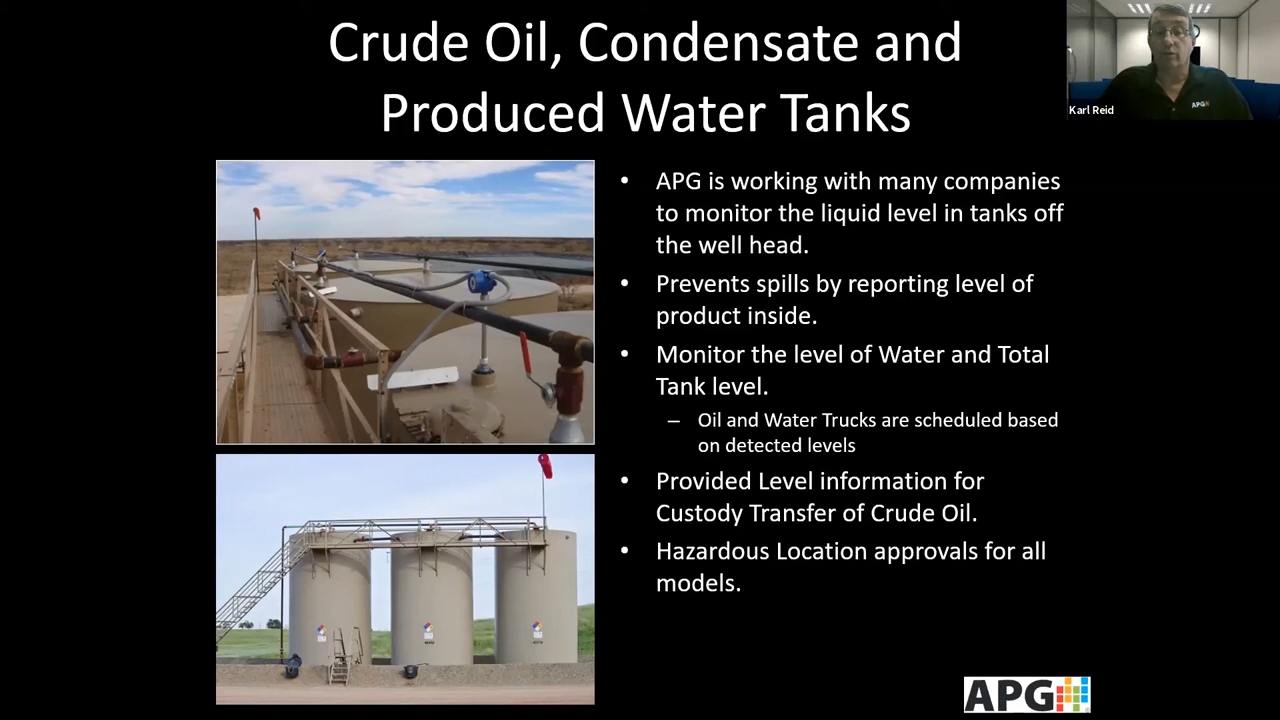 Crude Oil, Condensate and
Produced Water Tanks
APG
Karl Reid
• APG is working with many companies
to monitor the liquid level in tanks off
the well head.
• Prevents spills by reporting level of
product inside.
• Monitor the level of Water and Total
Tank level.
– Oil and Water Trucks are scheduled based
on detected levels
• Provided Level information for
Custody Transfer of Crude Oil.
• Hazardous Location approvals for all
models.
APG